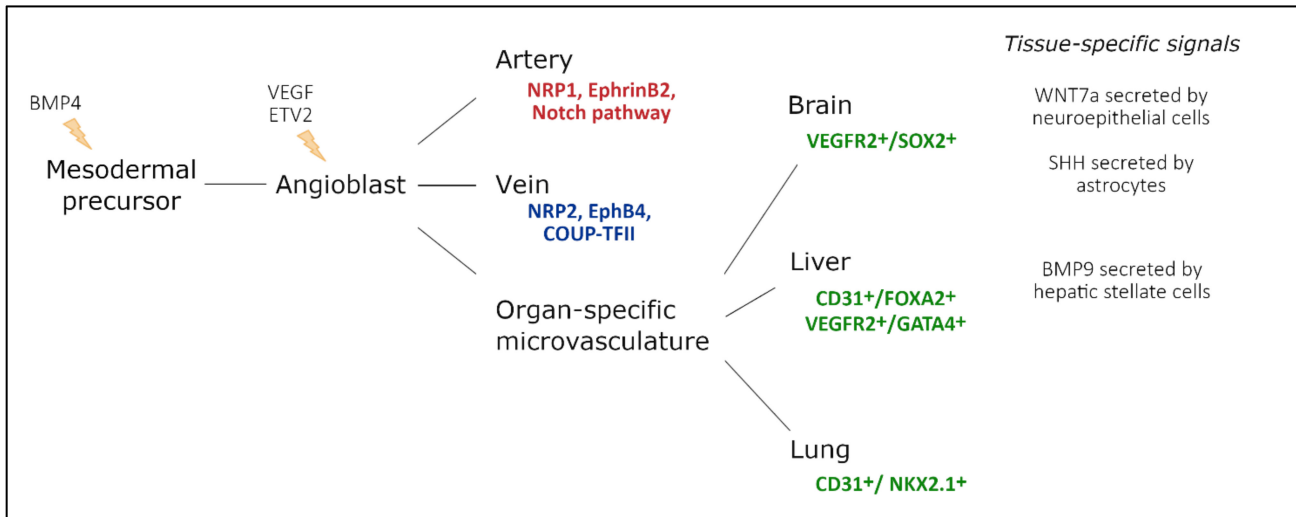 BMP4
Mesodermal
precursor
VEGF
ETV2
Angioblast
Artery
NRP1, EphrinB2,
Notch pathway
Vein
NRP2, EphB4,
COUP-TFII
Organ-specific
microvasculature
Brain
VEGFR2⁺/SOX2⁺
Liver
CD31⁺/FOXA2⁺
VEGFR2⁺/GATA4⁺
Lung
CD31⁺/ NKX2.1⁺
Tissue-specific signals
WNT7a secreted by
neuroepithelial cells
SHH secreted by
astrocytes
BMP9 secreted by
hepatic stellate cells